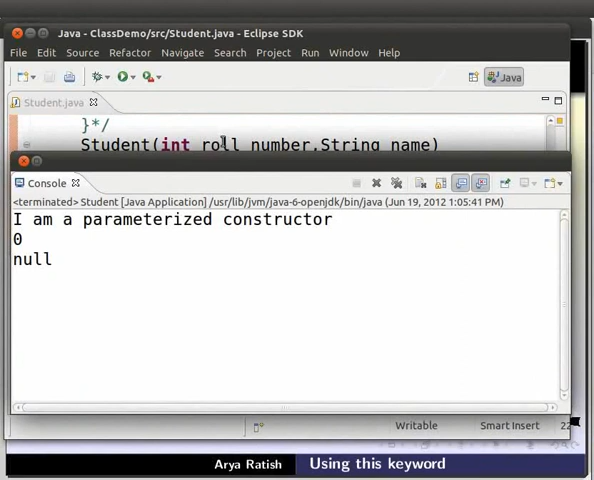 Java - ClassDemo/src/Student.java - Eclipse SDK
File Edit Source Refactor Navigate Search Project Run Window Help
Java
Student.java
}*/
Student(int roll_number,String name)
Console
<terminated> Student [Java Application] /usr/lib/jvm/java-6-openjdk/bin/java (Jun 19, 2012 1:05:41 PM)
I am a parameterized constructor
0
null
Writable Smart Insert 22
Arya Ratish Using this keyword